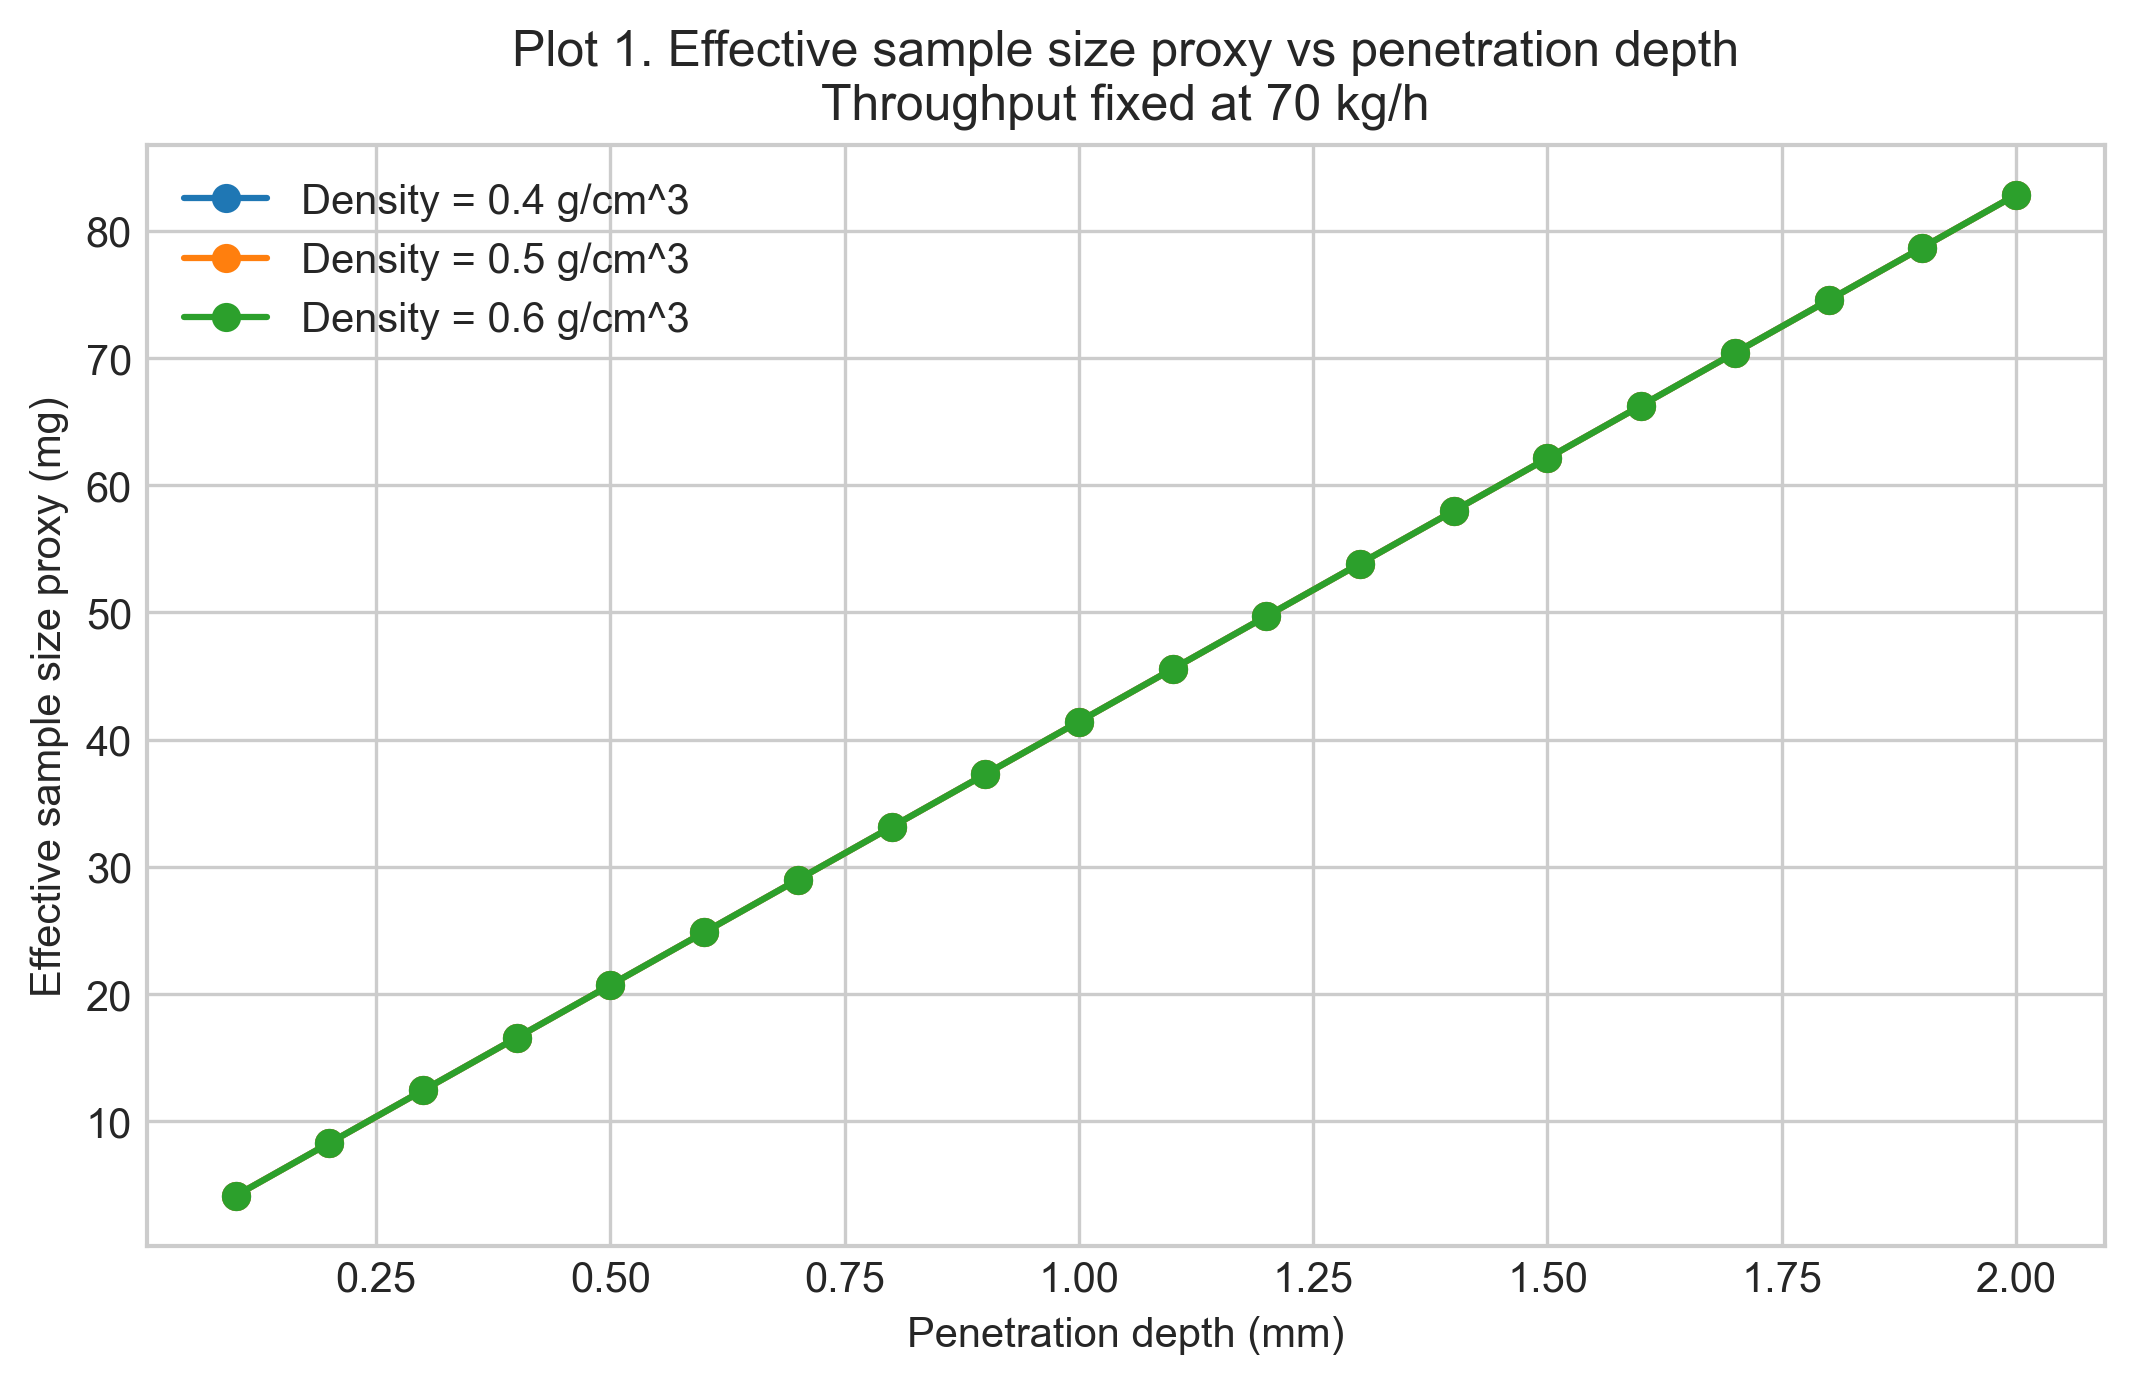 Plot 1. Effective sample size proxy vs penetration depth
Throughput fixed at 70 kg/h
Density = 0.4 g/cm^3
Density = 0.5 g/cm^3
Density = 0.6 g/cm^3
Effective sample size proxy (mg)
80
70
60
50
40
30
20
10
0.25 0.50 0.75 1.00 1.25 1.50 1.75 2.00
Penetration depth (mm)